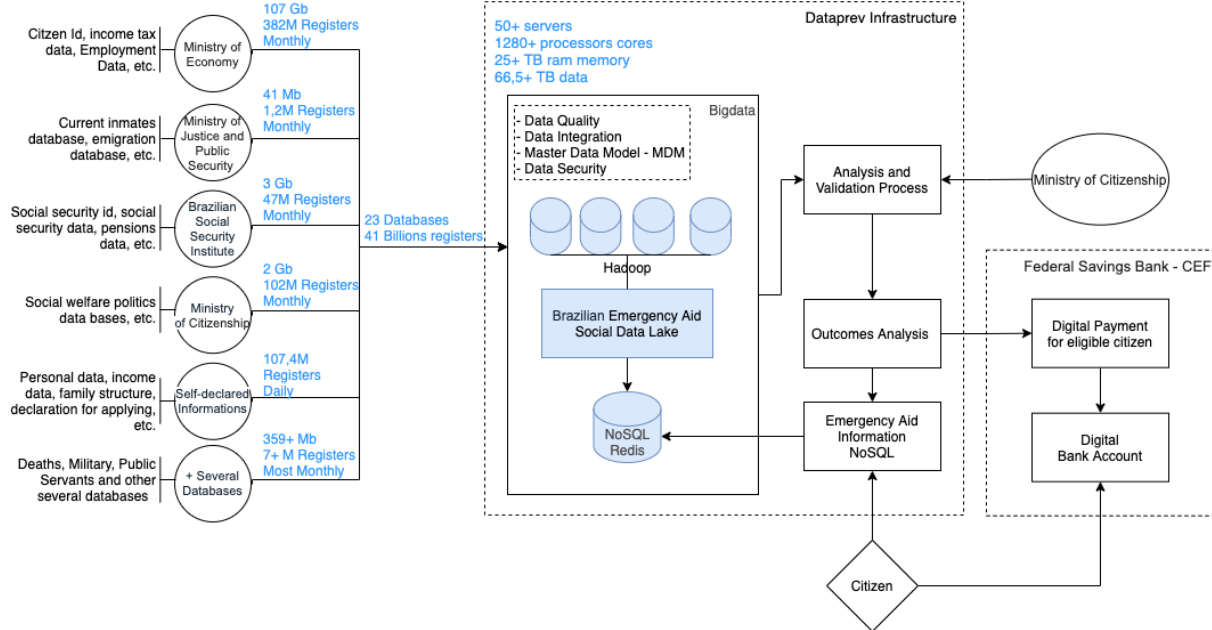 Citzen Id, income tax
data, Employment
Data, etc.
Ministry of
Economy
107 Gb
382M Registers
Monthly
Current inmates
database, emigration
database, etc.
Ministry of
Justice and
Public
Security
41 Mb
1,2M Registers
Monthly
Social security id, social
security data, pensions
data, etc.
Brazilian
Social
Security
Institute
3 Gb
47M Registers
Monthly
Social welfare politics
data bases, etc.
Ministry
of Citizenship
2 Gb
102M Registers
Monthly
Personal data, income
data, family structure,
declaration for applying,
etc.
Self-declared
Informations
107,4M
Registers
Daily
Deaths, Military, Public
Servants and other
several databases
+ Several
Databases
359+ Mb
7+ M Registers
Most Monthly
23 Databases
41 Billions registers
Dataprev Infrastructure
50+ servers
1280+ processors cores
25+ TB ram memory
66,5+ TB data
Bigdata
- Data Quality
- Data Integration
- Master Data Model - MDM
- Data Security
Hadoop
Brazilian Emergency Aid
Social Data Lake
NoSQL
Redis
Analysis and
Validation Process
Outcomes Analysis
Emergency Aid
Information
NoSQL
Ministry of Citizenship
Federal Savings Bank - CEF
Digital Payment
for eligible citizen
Digital
Bank Account
Citizen